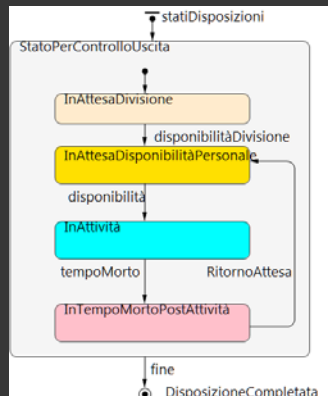 statiDisposizioni
StatoPerControlloUscita
InAttesaDivisione
disponibilitàDivisione
InAttesaDisponibilitàPersonale
disponibilità
InAttività
tempoMorto
RitornoAttesa
InTempoMortoPostAttività
fine
DisposizioneCompletata